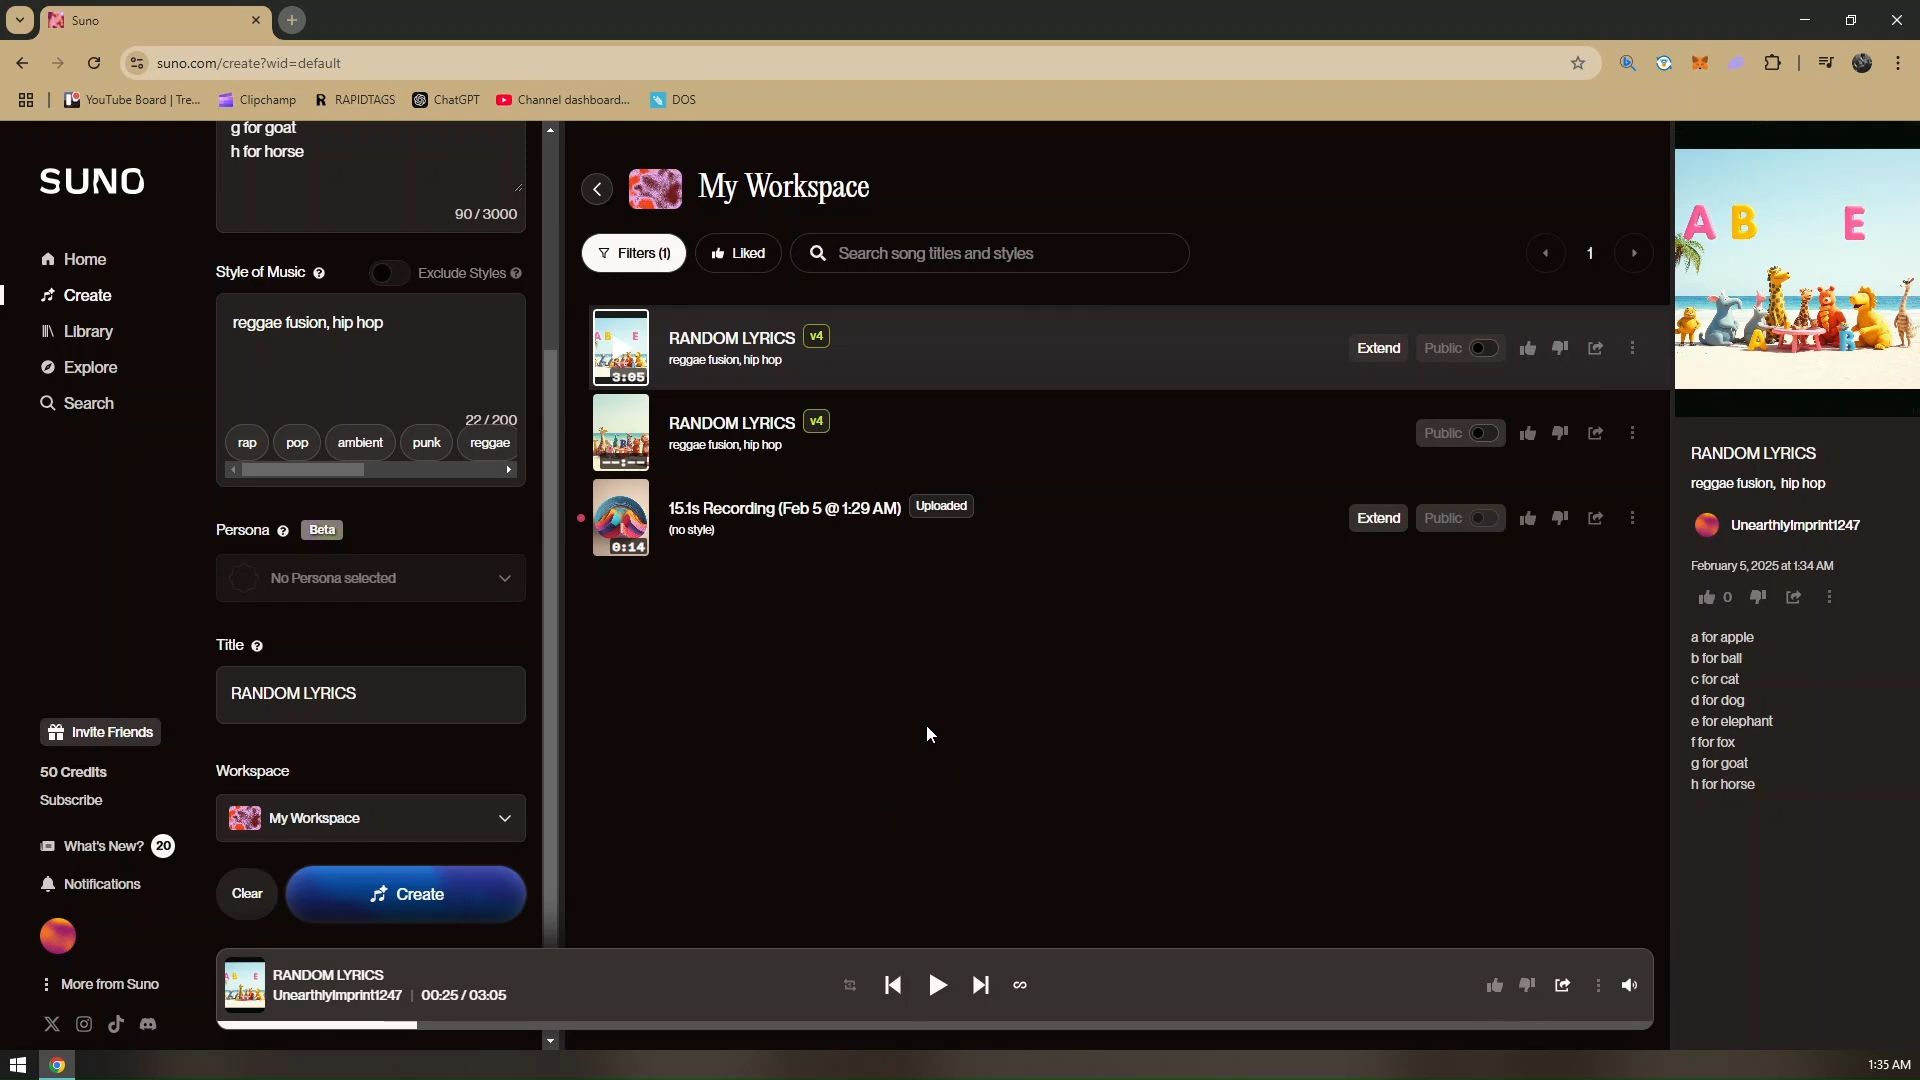 Suno
suno.com/create?wid=default
YouTube Board | Tre...
Clipchamp
RAPIDTAGS
ChatGPT
Channel dashboard...
DOS
SUNO
Home
Create
Library
Explore
Search
Invite Friends
50 Credits
Subscribe
What's New? 20
Notifications
More from Suno
g for goat
h for horse
90 / 3000
Style of Music
Exclude Styles
reggae fusion, hip hop
22 / 200
rap pop ambient punk reggae
Persona Beta
No Persona selected
Title
RANDOM LYRICS
Workspace
My Workspace
Clear
Create
My Workspace
Filters (1)
Liked
Search song titles and styles
1
3:05
RANDOM LYRICS v4
reggae fusion, hip hop
Extend
Public
--:--
RANDOM LYRICS v4
reggae fusion, hip hop
Public
0:14
15.1s Recording (Feb 5 @ 1:29 AM) Uploaded
(no style)
Extend
Public
A B E
A B
RANDOM LYRICS
reggae fusion, hip hop
UnearthlyImprint1247
February 5, 2025 at 1:34 AM
0
a for apple
b for ball
c for cat
d for dog
e for elephant
f for fox
g for goat
h for horse
RANDOM LYRICS
UnearthlyImprint1247 | 00:25 / 03:05
1:35 AM